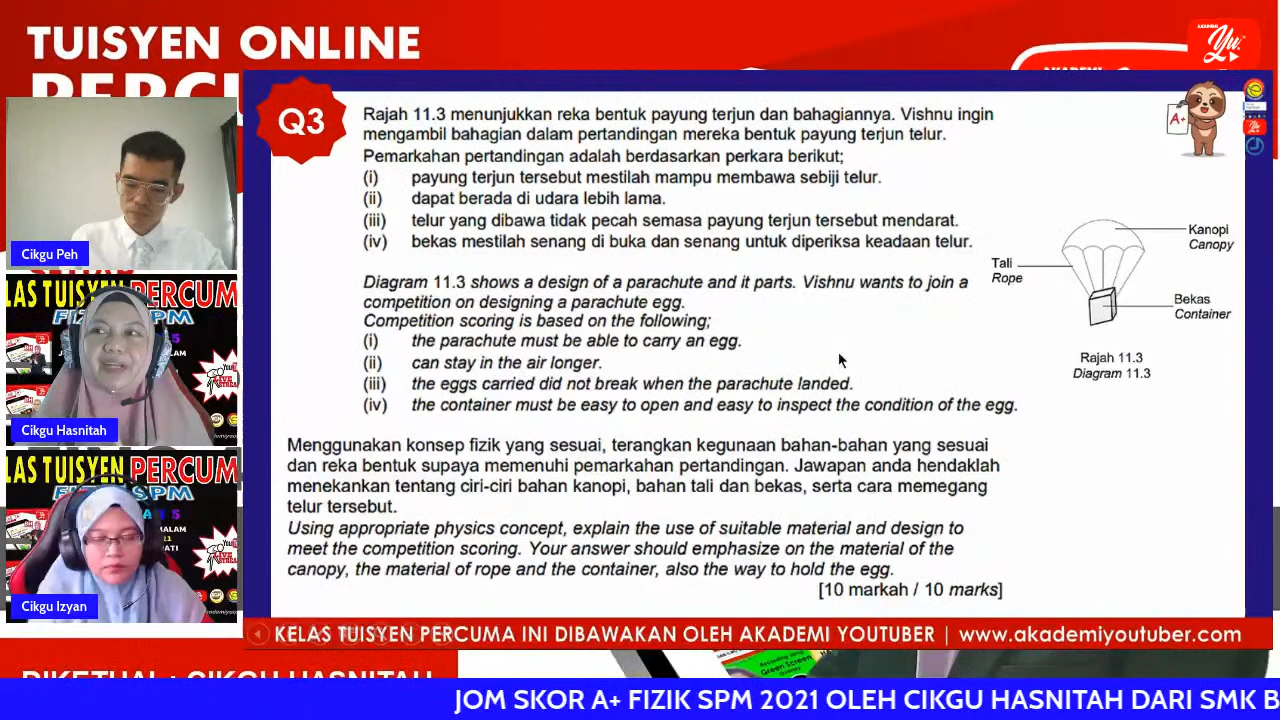 TUISYEN ONLINE
AKADEMI
Yu
Q3
Rajah 11.3 menunjukkan reka bentuk payung terjun dan bahagiannya. Vishnu ingin
mengambil bahagian dalam pertandingan mereka bentuk payung terjun telur.
Pemarkahan pertandingan adalah berdasarkan perkara berikut;
(i) payung terjun tersebut mestilah mampu membawa sebiji telur.
(ii) dapat berada di udara lebih lama.
(iii) telur yang dibawa tidak pecah semasa payung terjun tersebut mendarat.
(iv) bekas mestilah senang di buka dan senang untuk diperiksa keadaan telur.
Diagram 11.3 shows a design of a parachute and it parts. Vishnu wants to join a
competition on designing a parachute egg.
Competition scoring is based on the following;
(i) the parachute must be able to carry an egg.
(ii) can stay in the air longer.
(iii) the eggs carried did not break when the parachute landed.
(iv) the container must be easy to open and easy to inspect the condition of the egg.
A+
Kanopi
Canopy
Tali
Rope
Bekas
Container
Rajah 11.3
Diagram 11.3
Menggunakan konsep fizik yang sesuai, terangkan kegunaan bahan-bahan yang sesuai
dan reka bentuk supaya memenuhi pemarkahan pertandingan. Jawapan anda hendaklah
menekankan tentang ciri-ciri bahan kanopi, bahan tali dan bekas, serta cara memegang
telur tersebut.
Using appropriate physics concept, explain the use of suitable material and design to
meet the competition scoring. Your answer should emphasize on the material of the
canopy, the material of rope and the container, also the way to hold the egg.
[10 markah / 10 marks]
Cikgu Peh
LAS TUISYEN PERCUM
Cikgu Hasnitah
LAS TUISYEN PERCUM
Cikgu Izyan
KELAS TUISYEN PERCUMA INI DIBAWAKAN OLEH AKADEMI YOUTUBER | www.akademiyoutuber.com
JOM SKOR A+ FIZIK SPM 2021 OLEH CIKGU HASNITAH DARI SMK B